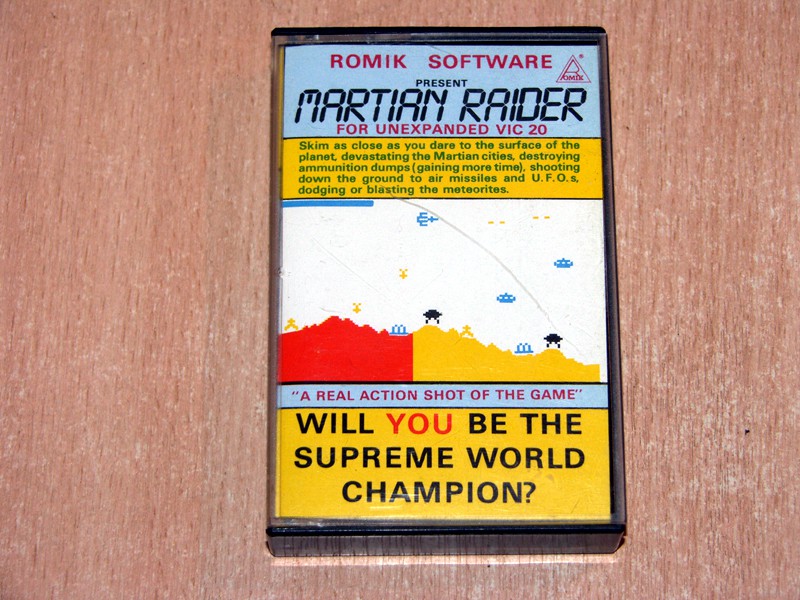 ROMIK SOFTWARE
ROMIK
PRESENT
MARTIAN RAIDER
FOR UNEXPANDED VIC 20
Skim as close as you dare to the surface of the
planet, devastating the Martian cities, destroying
ammunition dumps (gaining more time), shooting
down the ground to air missiles and U.F.O.s,
dodging or blasting the meteorites.
"A REAL ACTION SHOT OF THE GAME"
WILL YOU BE THE
SUPREME WORLD
CHAMPION?